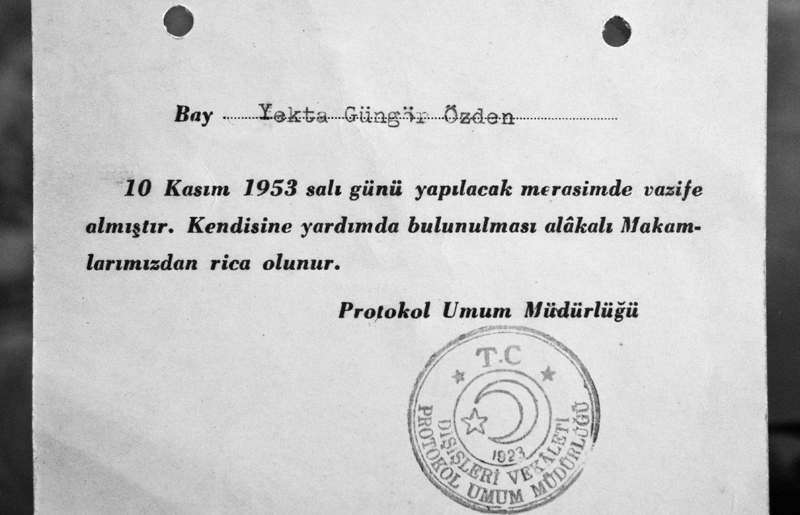 Bay Yekta Güngör Özden
10 Kasım 1953 salı günü yapılacak merasimde vazife
almıştır. Kendisine yardımda bulunulması alâkalı Makam-
larımızdan rica olunur.
Protokol Umum Müdürlüğü
T.C
1923
DIŞİŞLERİ VEKÂLETİ
PROTOKOL UMUM MÜDÜRLÜĞÜ